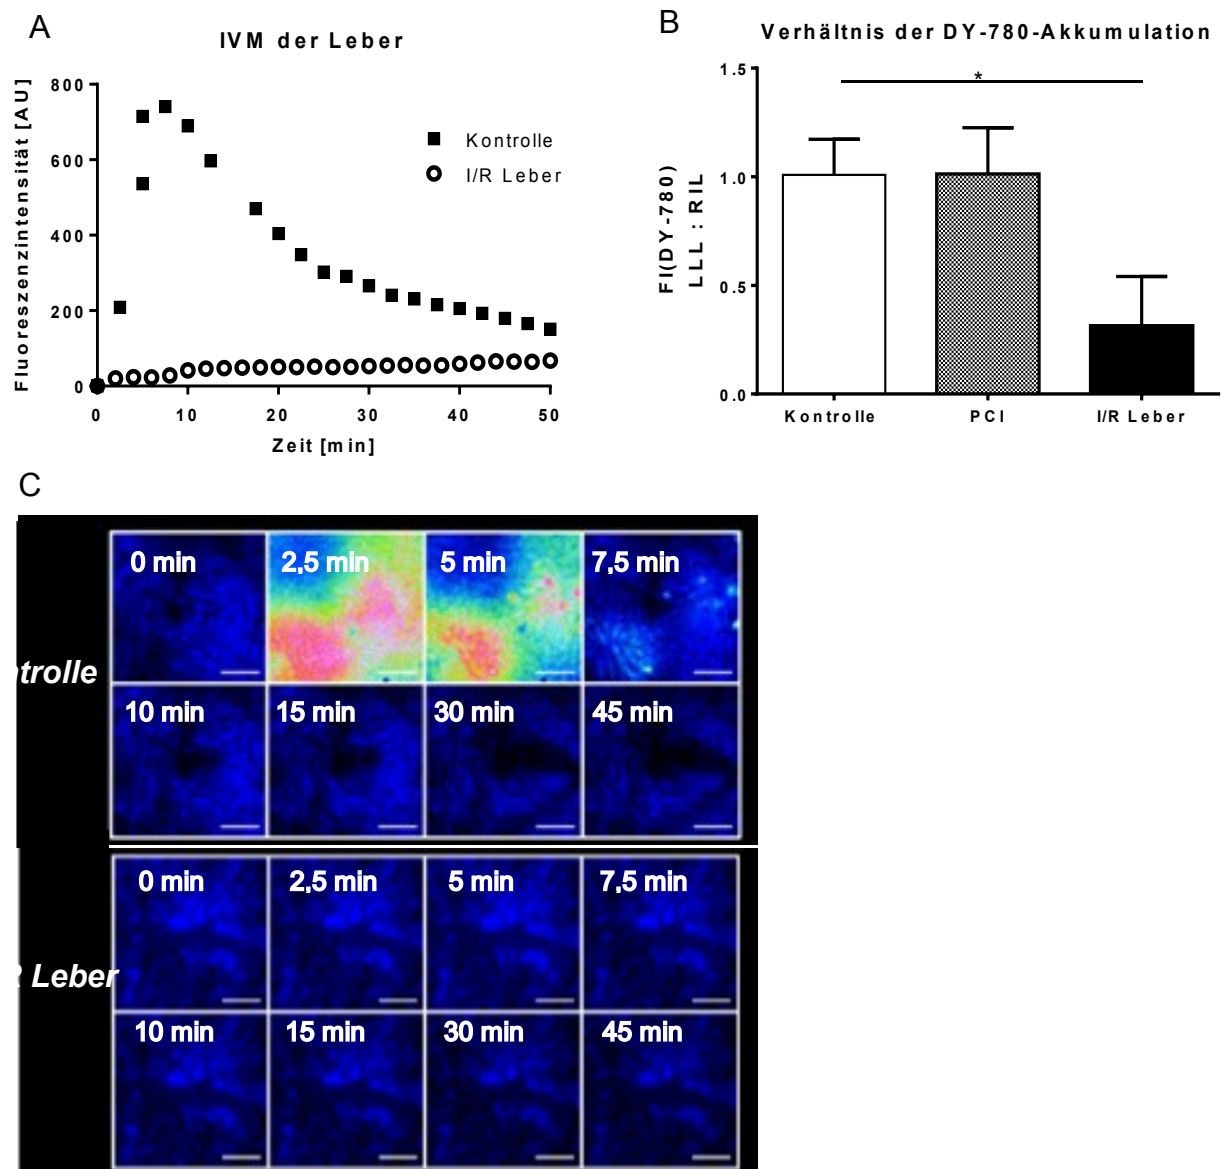 A
IVM der Leber
Fluoreszenzintensität [AU]
800
600
400
200
0
Kontrolle
I/R Leber
0 10 20 30 40 50
Zeit [min]
B
Verhältnis der DY-780-Akkumulation
*
FI(DY-780)
LLL : RIL
1.5
1.0
0.5
0.0
Kontrolle PCI I/R Leber
C
ntrolle
0 min 2,5 min 5 min 7,5 min
10 min 15 min 30 min 45 min
R Leber
0 min 2,5 min 5 min 7,5 min
10 min 15 min 30 min 45 min